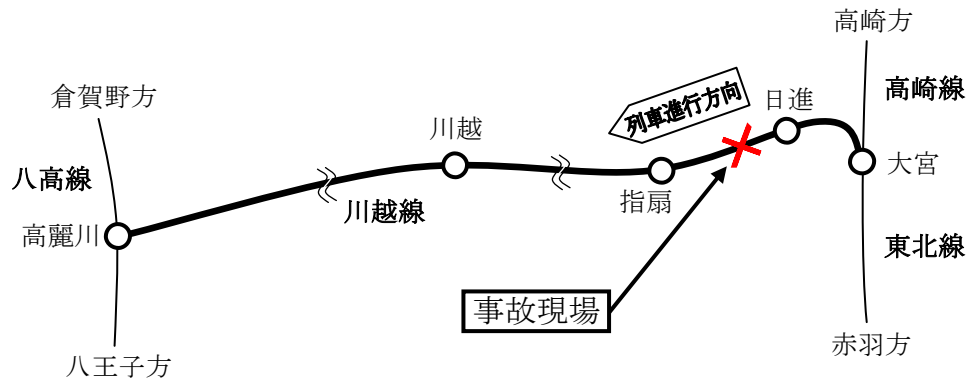 高崎方
倉賀野方
高崎線
列車進行方向
日進
川越
大宮
八高線
指扇
川越線
高麗川
東北線
事故現場
赤羽方
八王子方